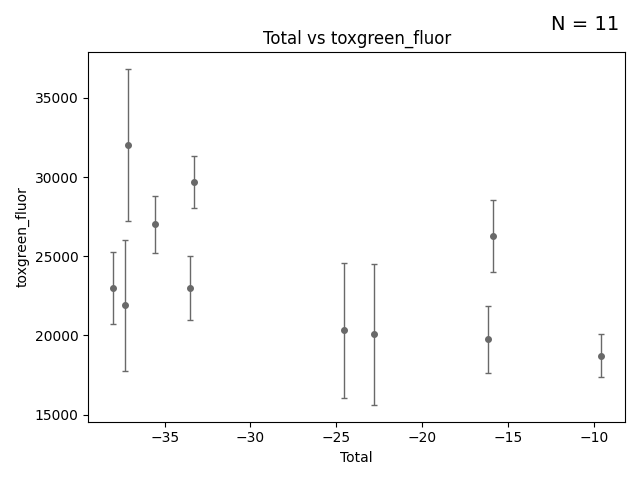 N = 11
Total vs toxgreen_fluor
toxgreen_fluor
35000
30000
25000
20000
15000
−35 −30 −25 −20 −15 −10
Total